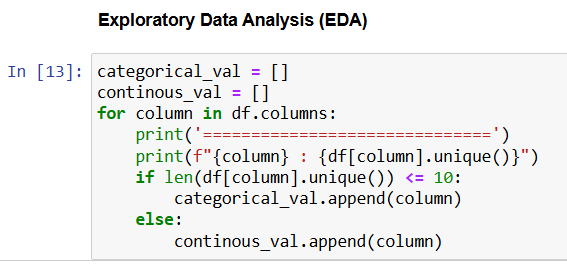 Exploratory Data Analysis (EDA)
In [13]: categorical_val = []
continous_val = []
for column in df.columns:
    print('==============================')
    print(f"{column} : {df[column].unique()}")
    if len(df[column].unique()) <= 10:
        categorical_val.append(column)
    else:
        continous_val.append(column)